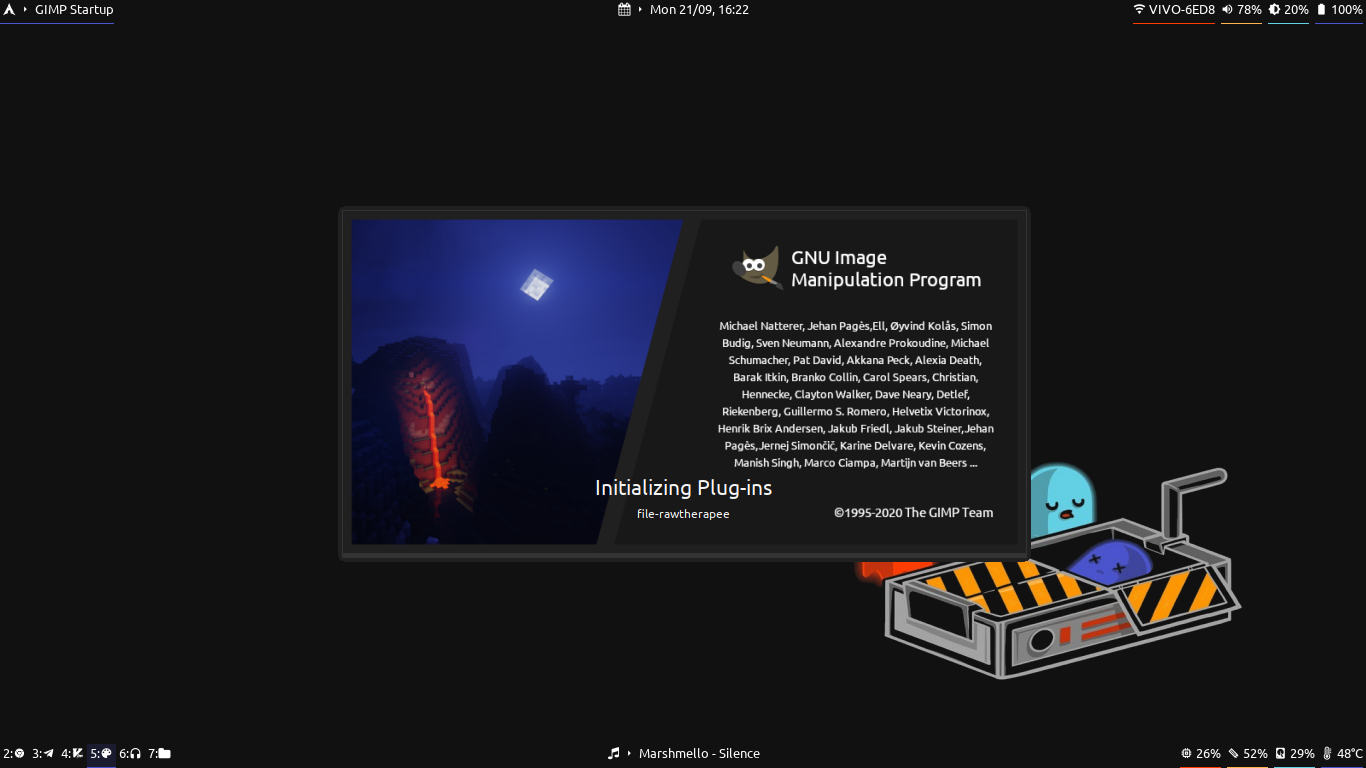 GIMP Startup
Mon 21/09, 16:22
VIVO-6ED8 78% 20% 100%
GNU Image
Manipulation Program
Michael Natterer, Jehan Pagès,Ell, Øyvind Kolås, Simon
Budig, Sven Neumann, Alexandre Prokoudine, Michael
Schumacher, Pat David, Akkana Peck, Alexia Death,
Barak Itkin, Branko Collin, Carol Spears, Christian,
Hennecke, Clayton Walker, Dave Neary, Detlef,
Riekenberg, Guillermo S. Romero, Helvetix Victorinox,
Henrik Brix Andersen, Jakub Friedl, Jakub Steiner,Jehan
Pagès,Jernej Simončič, Karine Delvare, Kevin Cozens,
Manish Singh, Marco Ciampa, Martijn van Beers ...
Initializing Plug-ins
file-rawtherapee
©1995-2020 The GIMP Team
2: 3: 4: 5: 6: 7:
Marshmello - Silence
26% 52% 29% 48°C